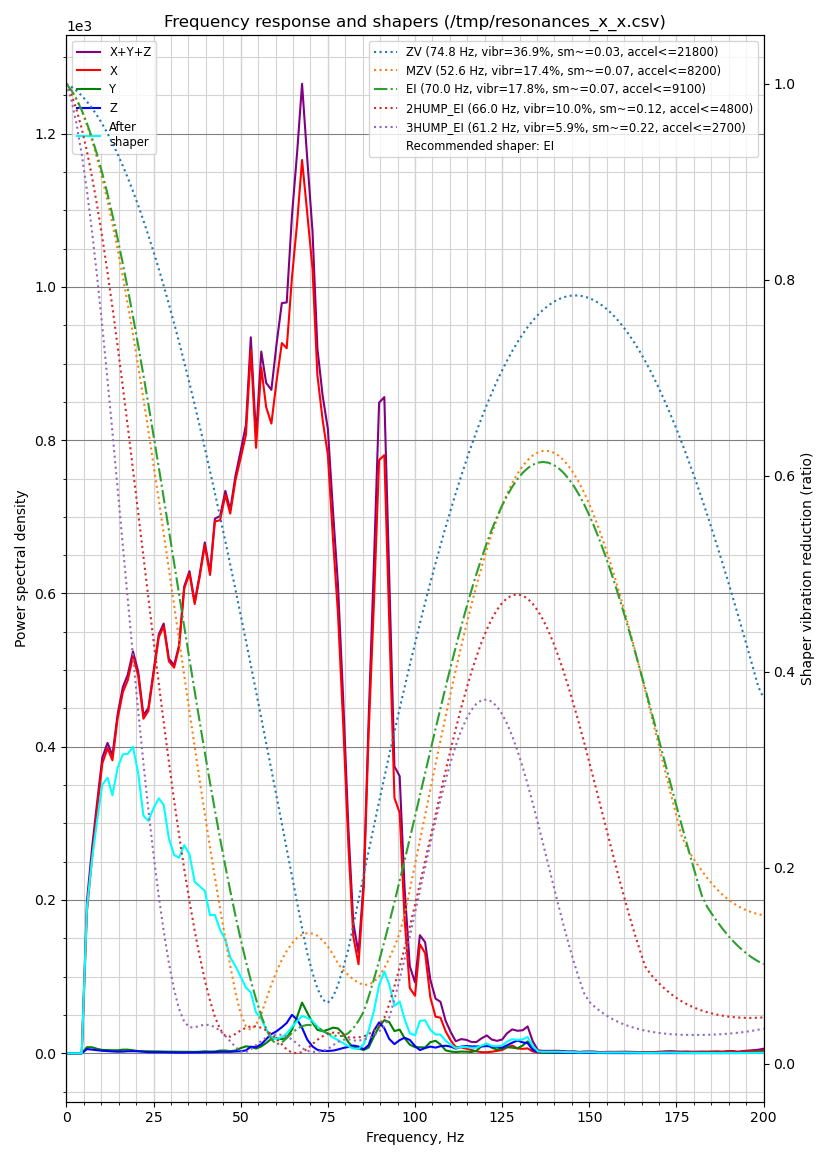 Frequency response and shapers (/tmp/resonances_x_x.csv)
1e3
X+Y+Z
X
Y
Z
After
shaper
ZV (74.8 Hz, vibr=36.9%, sm~=0.03, accel<=21800)
MZV (52.6 Hz, vibr=17.4%, sm~=0.07, accel<=8200)
EI (70.0 Hz, vibr=17.8%, sm~=0.07, accel<=9100)
2HUMP_EI (66.0 Hz, vibr=10.0%, sm~=0.12, accel<=4800)
3HUMP_EI (61.2 Hz, vibr=5.9%, sm~=0.22, accel<=2700)
Recommended shaper: EI
1.2
1.0
0.8
0.6
0.4
0.2
0.0
Power spectral density
1.0
0.8
0.6
0.4
0.2
0.0
Shaper vibration reduction (ratio)
0 25 50 75 100 125 150 175 200
Frequency, Hz